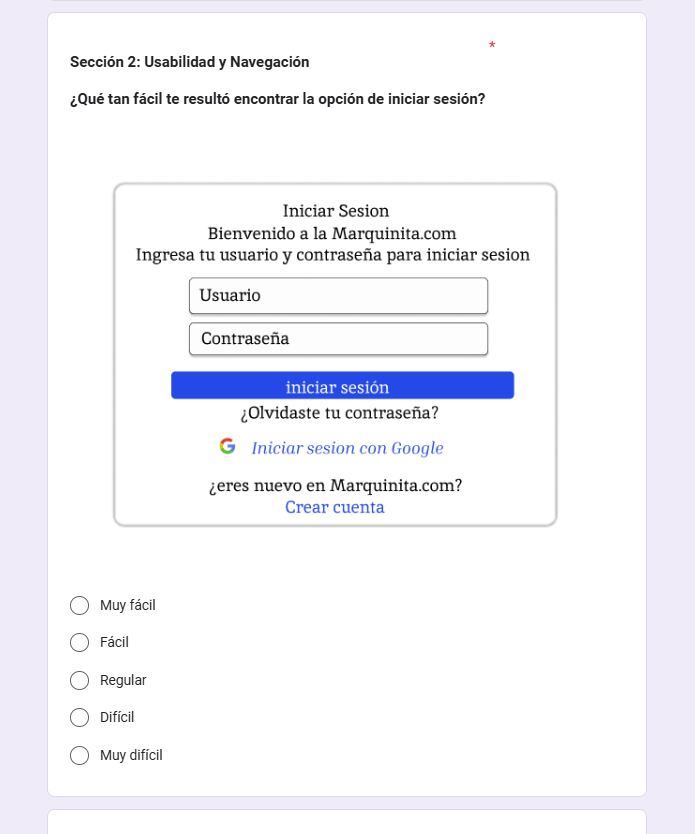 *
Sección 2: Usabilidad y Navegación
¿Qué tan fácil te resultó encontrar la opción de iniciar sesión?
Iniciar Sesion
Bienvenido a la Marquinita.com
Ingresa tu usuario y contraseña para iniciar sesion
Usuario
Contraseña
iniciar sesión
¿Olvidaste tu contraseña?
G Iniciar sesion con Google
¿eres nuevo en Marquinita.com?
Crear cuenta
Muy fácil
Fácil
Regular
Difícil
Muy difícil